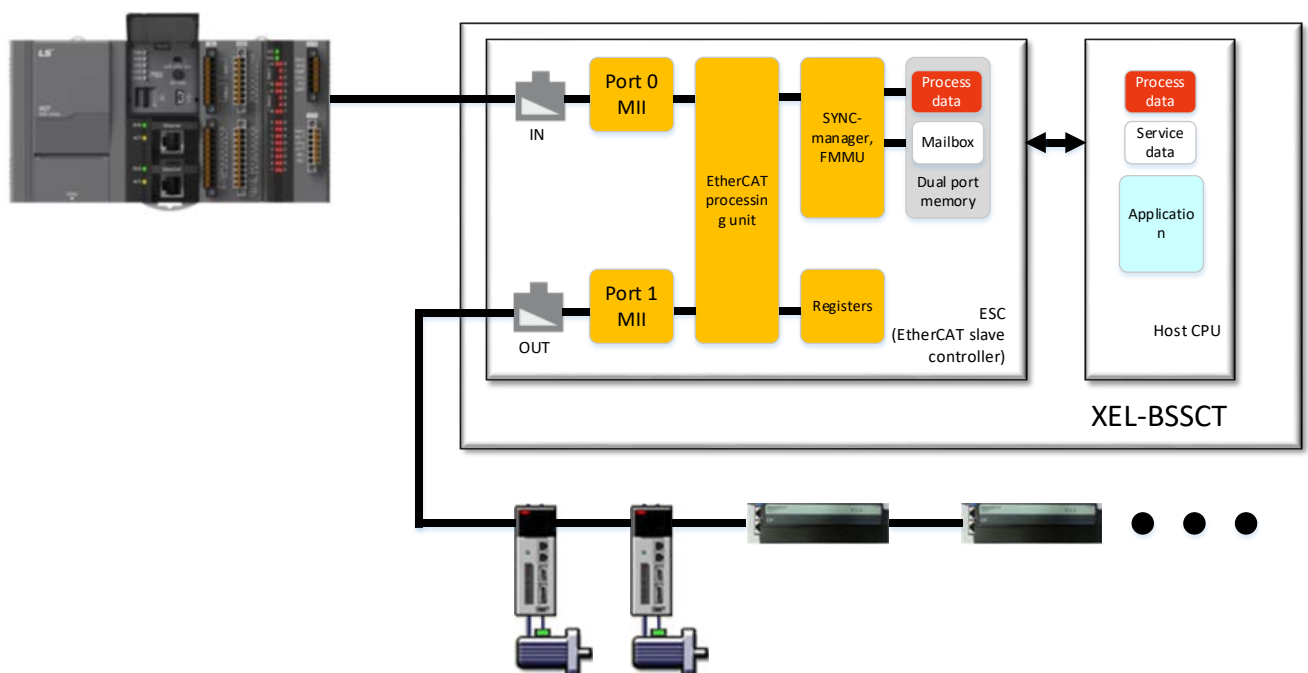 LS
IN
Port 0
MII
EtherCAT
processin
g unit
SYNC-
manager,
FMMU
Process
data
Mailbox
Dual port
memory
Process
data
Service
data
Applicatio
n
OUT
Port 1
MII
Registers
ESC
(EtherCAT slave
controller)
Host CPU
XEL-BSSCT